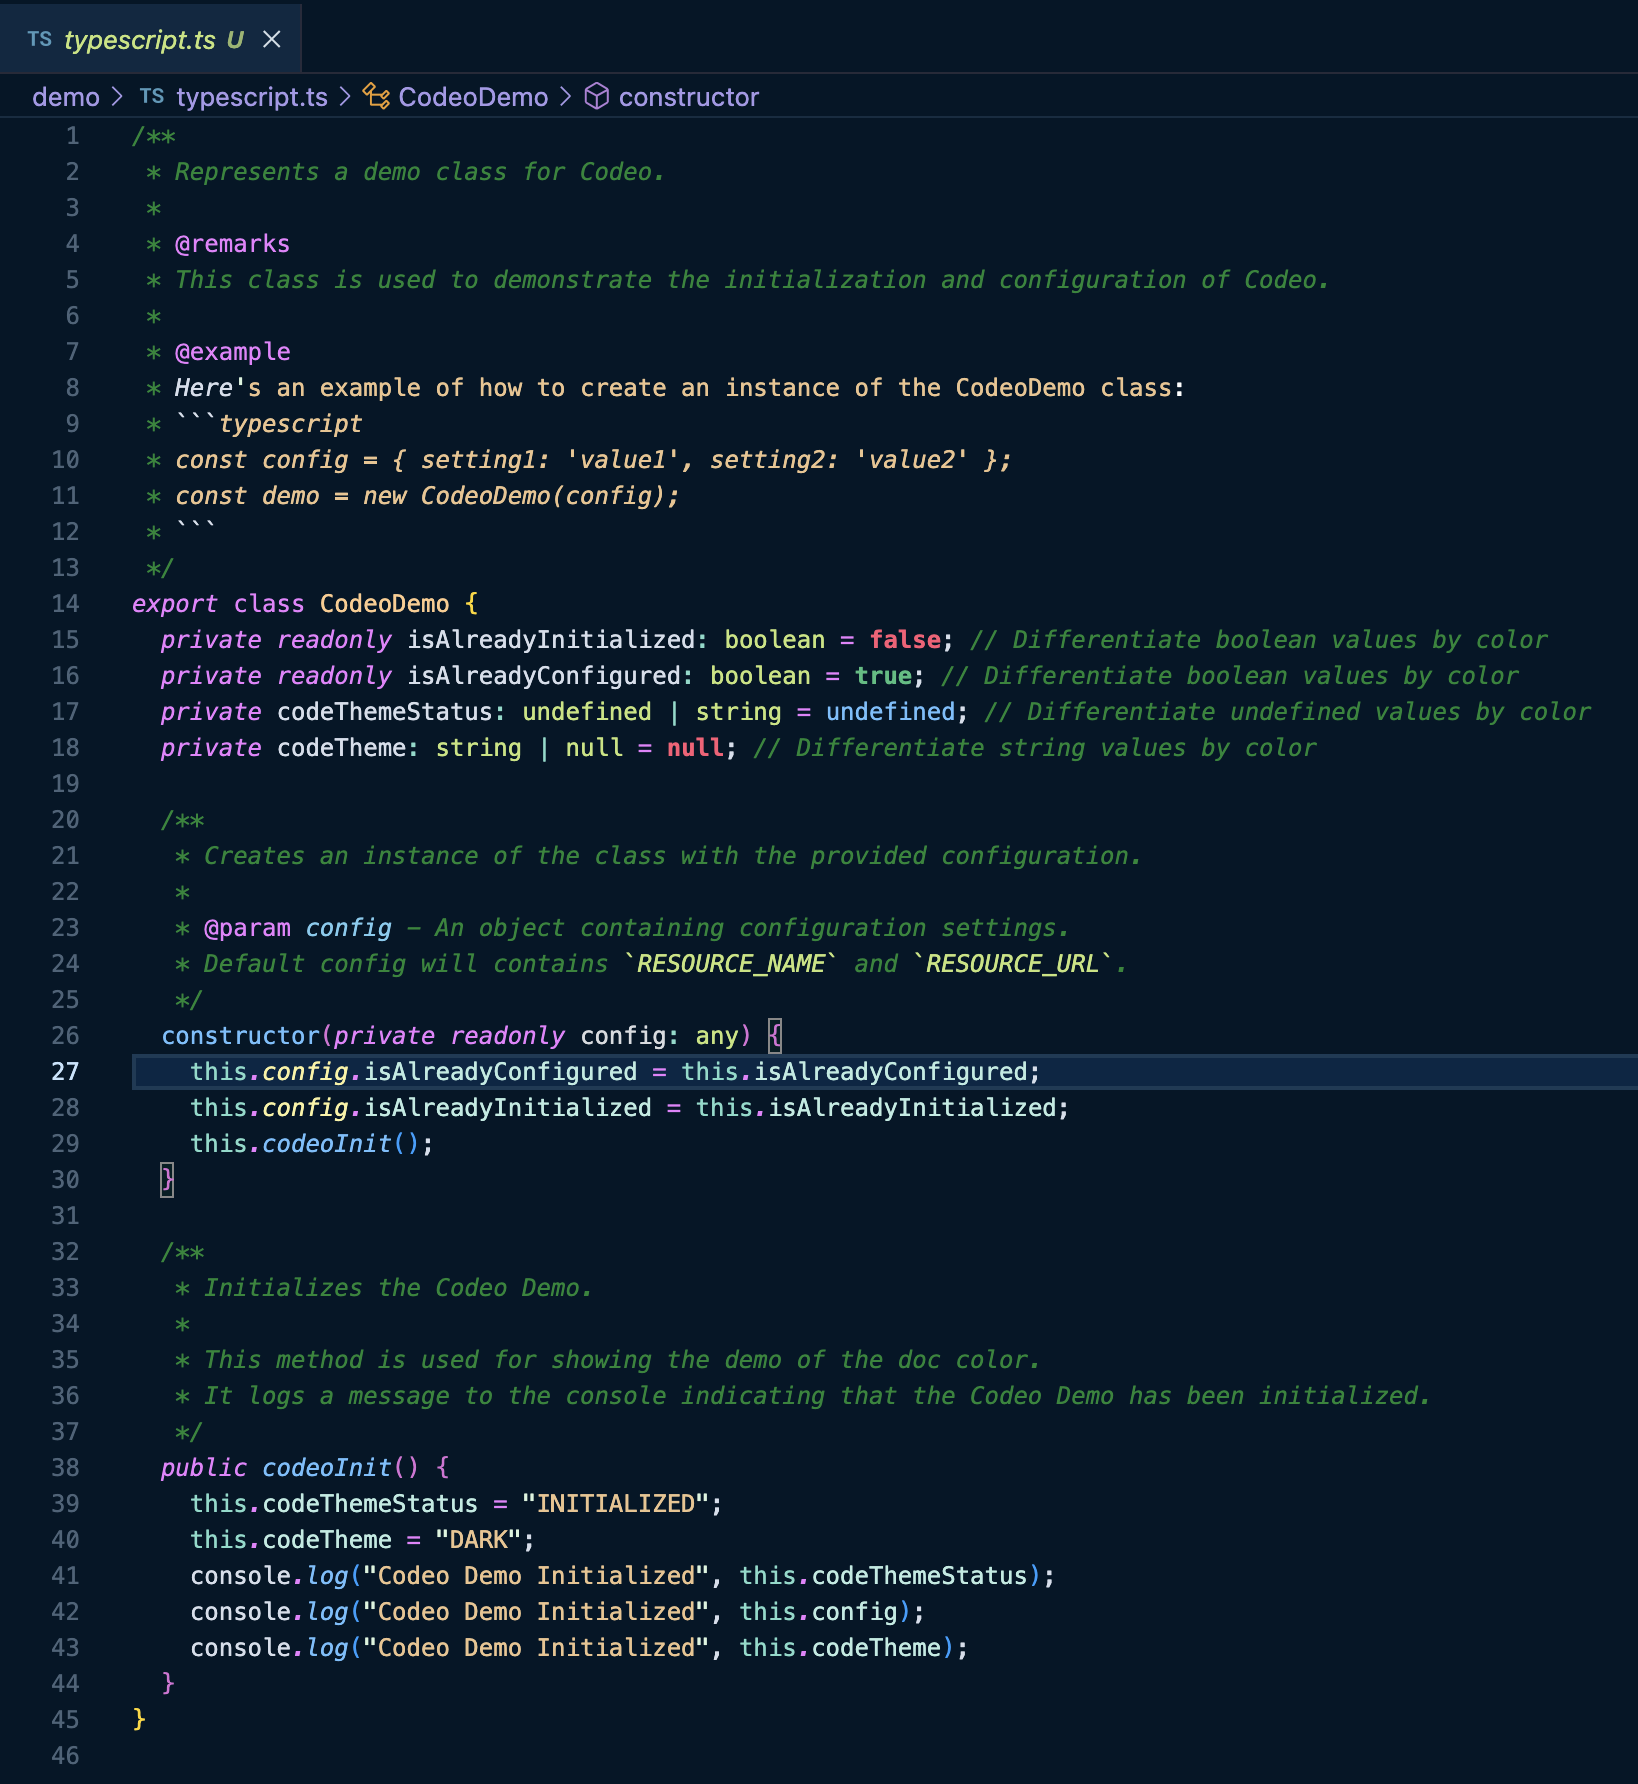 TS typescript.ts U ×
demo > TS typescript.ts > CodeoDemo > constructor
1 /**
2  * Represents a demo class for Codeo.
3  *
4  * @remarks
5  * This class is used to demonstrate the initialization and configuration of Codeo.
6  *
7  * @example
8  * Here's an example of how to create an instance of the CodeoDemo class:
9  * ```typescript
10  * const config = { setting1: 'value1', setting2: 'value2' };
11  * const demo = new CodeoDemo(config);
12  * ```
13  */
14 export class CodeoDemo {
15   private readonly isAlreadyInitialized: boolean = false; // Differentiate boolean values by color
16   private readonly isAlreadyConfigured: boolean = true; // Differentiate boolean values by color
17   private codeThemeStatus: undefined | string = undefined; // Differentiate undefined values by color
18   private codeTheme: string | null = null; // Differentiate string values by color
19
20   /**
21    * Creates an instance of the class with the provided configuration.
22    *
23    * @param config - An object containing configuration settings.
24    * Default config will contains `RESOURCE_NAME` and `RESOURCE_URL`.
25    */
26   constructor(private readonly config: any) {
27     this.config.isAlreadyConfigured = this.isAlreadyConfigured;
28     this.config.isAlreadyInitialized = this.isAlreadyInitialized;
29     this.codeoInit();
30   }
31
32   /**
33    * Initializes the Codeo Demo.
34    *
35    * This method is used for showing the demo of the doc color.
36    * It logs a message to the console indicating that the Codeo Demo has been initialized.
37    */
38   public codeoInit() {
39     this.codeThemeStatus = "INITIALIZED";
40     this.codeTheme = "DARK";
41     console.log("Codeo Demo Initialized", this.codeThemeStatus);
42     console.log("Codeo Demo Initialized", this.config);
43     console.log("Codeo Demo Initialized", this.codeTheme);
44   }
45 }
46